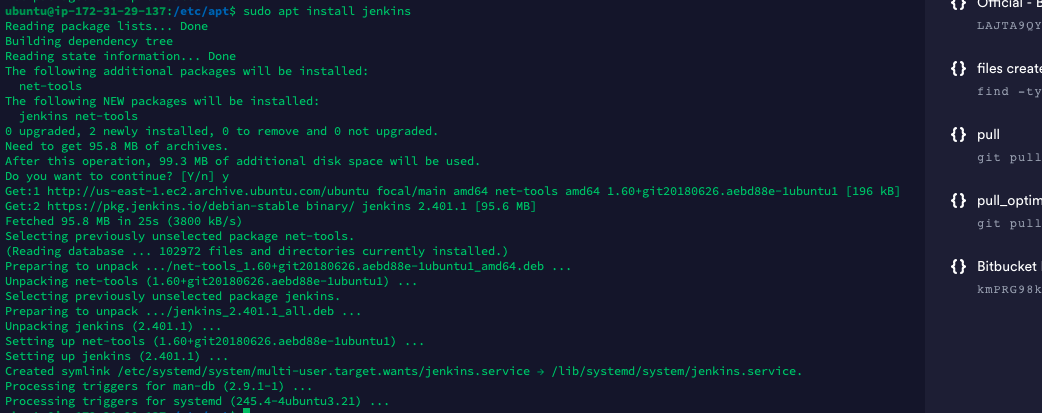 ubuntu@ip-172-31-29-137:/etc/apt$ sudo apt install jenkins
Reading package lists... Done
Building dependency tree
Reading state information... Done
The following additional packages will be installed:
  net-tools
The following NEW packages will be installed:
  jenkins net-tools
0 upgraded, 2 newly installed, 0 to remove and 0 not upgraded.
Need to get 95.8 MB of archives.
After this operation, 99.3 MB of additional disk space will be used.
Do you want to continue? [Y/n] y
Get:1 http://us-east-1.ec2.archive.ubuntu.com/ubuntu focal/main amd64 net-tools amd64 1.60+git20180626.aebd88e-1ubuntu1 [196 kB]
Get:2 https://pkg.jenkins.io/debian-stable binary/ jenkins 2.401.1 [95.6 MB]
Fetched 95.8 MB in 25s (3800 kB/s)
Selecting previously unselected package net-tools.
(Reading database ... 102972 files and directories currently installed.)
Preparing to unpack .../net-tools_1.60+git20180626.aebd88e-1ubuntu1_amd64.deb ...
Unpacking net-tools (1.60+git20180626.aebd88e-1ubuntu1) ...
Selecting previously unselected package jenkins.
Preparing to unpack .../jenkins_2.401.1_all.deb ...
Unpacking jenkins (2.401.1) ...
Setting up net-tools (1.60+git20180626.aebd88e-1ubuntu1) ...
Setting up jenkins (2.401.1) ...
Created symlink /etc/systemd/system/multi-user.target.wants/jenkins.service → /lib/systemd/system/jenkins.service.
Processing triggers for man-db (2.9.1-1) ...
Processing triggers for systemd (245.4-4ubuntu3.21) ...
{} Official - B
LAJTA9QY
{} files create
find -ty
{} pull
git pull
{} pull_optim
git pull
{} Bitbucket
kmPRG98k